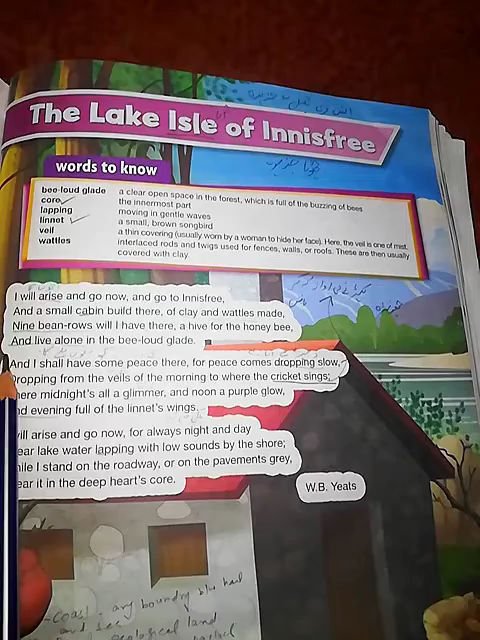 The Lake Isle of Innisfree
words to know
bee-loud glade a clear open space in the forest, which is full of the buzzing of bees
core the innermost part
lapping moving in gentle waves
linnet a small, brown songbird
veil a thin covering (usually worn by a woman to hide her face). Here, the veil is one of mist.
wattles interlaced rods and twigs used for fences, walls, or roofs. These are then usually
covered with clay.
I will arise and go now, and go to Innisfree,
And a small cabin build there, of clay and wattles made,
Nine bean-rows will I have there, a hive for the honey bee,
And live alone in the bee-loud glade.
And I shall have some peace there, for peace comes dropping slow,
ropping from the veils of the morning to where the cricket sings;
ere midnight's all a glimmer, and noon a purple glow,
nd evening full of the linnet's wings.
ill arise and go now, for always night and day
ear lake water lapping with low sounds by the shore;
ile I stand on the roadway, or on the pavements grey,
ear it in the deep heart's core.
W.B. Yeats
Coast - any boundry
and sea
land